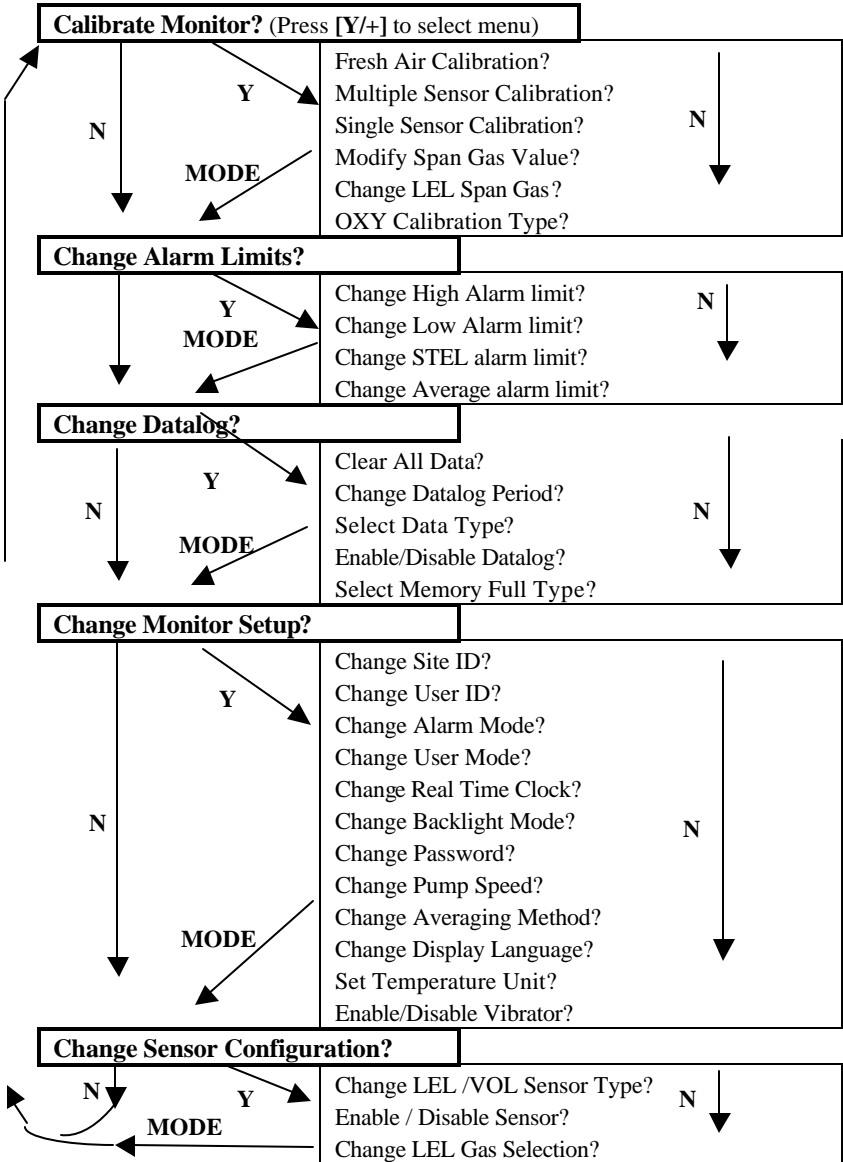 Calibrate Monitor? (Press [Y/+] to select menu)
Fresh Air Calibration?
Y Multiple Sensor Calibration?
N Single Sensor Calibration? N
MODE Modify Span Gas Value?
Change LEL Span Gas?
OXY Calibration Type?
Change Alarm Limits?
Change High Alarm limit? N
Y Change Low Alarm limit?
MODE Change STEL alarm limit?
Change Average alarm limit?
Change Datalog?
Clear All Data?
Y Change Datalog Period?
N Select Data Type? N
MODE Enable/Disable Datalog?
Select Memory Full Type?
Change Monitor Setup?
Change Site ID?
Y Change User ID?
Change Alarm Mode?
Change User Mode?
Change Real Time Clock?
N Change Backlight Mode? N
Change Password?
Change Pump Speed?
Change Averaging Method?
MODE Change Display Language?
Set Temperature Unit?
Enable/Disable Vibrator?
Change Sensor Configuration?
N Y Change LEL /VOL Sensor Type? N
MODE Enable / Disable Sensor?
Change LEL Gas Selection?